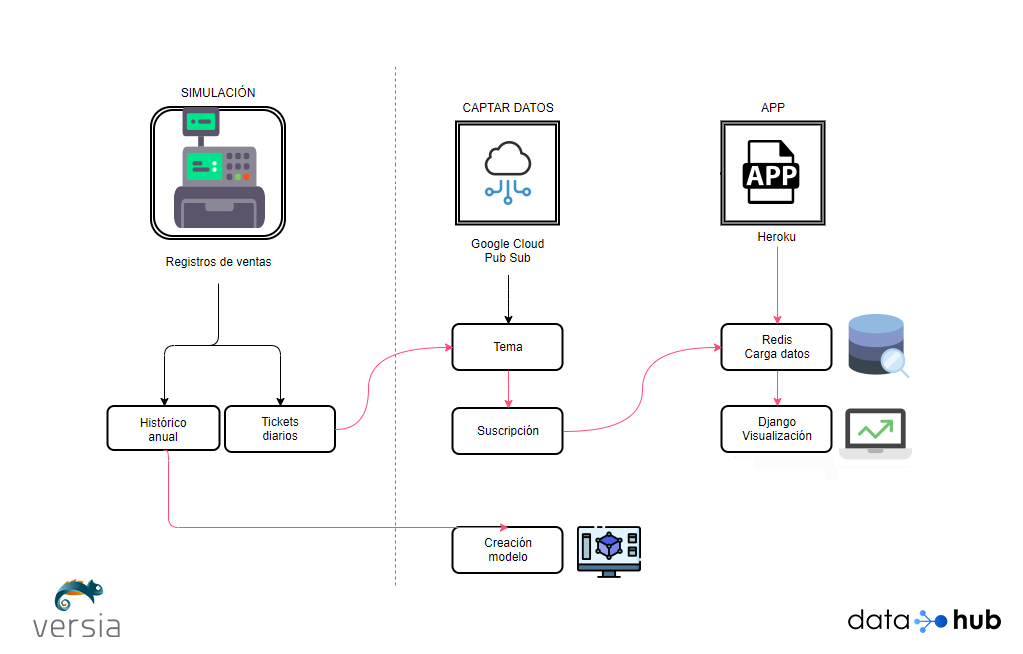 SIMULACIÓN
Registros de ventas
Histórico
anual
Tickets
diarios
CAPTAR DATOS
Google Cloud
Pub Sub
Tema
Suscripción
Creación
modelo
APP
APP
Heroku
Redis
Carga datos
Django
Visualización
versia
data hub